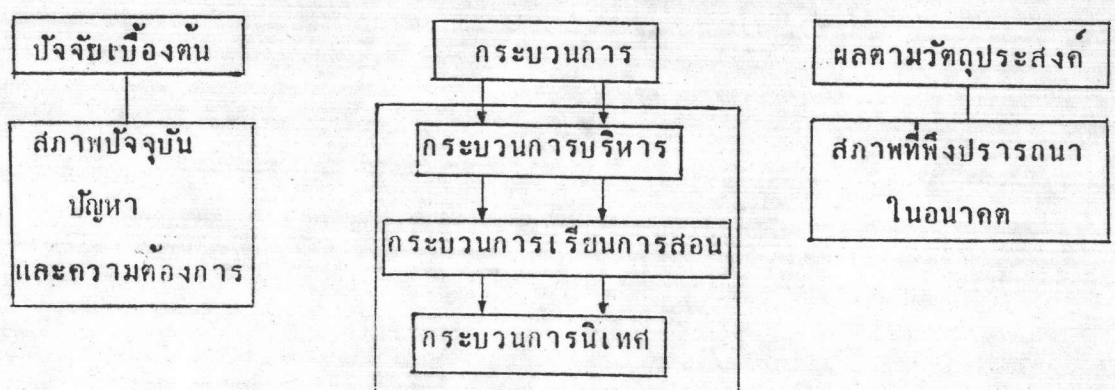 ปัจจัยเบื้องต้น
สภาพปัจจุบัน
ปัญหา
และความต้องการ
กระบวนการ
กระบวนการบริหาร
กระบวนการเรียนการสอน
กระบวนการนิเทศ
ผลตามวัตถุประสงค์
สภาพที่พึงปรารถนา
ในอนาคต